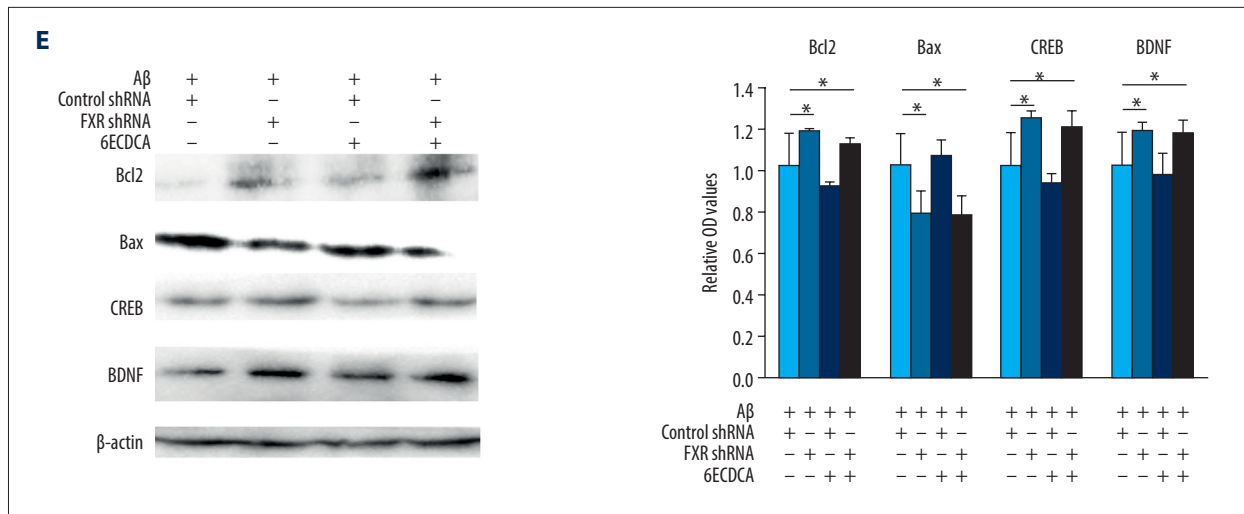 E
Aβ + + + +
Control shRNA + − + −
FXR shRNA − + − +
6ECDCA − − + +
Bcl2
Bax
CREB
BDNF
β-actin
Bcl2 Bax CREB BDNF
* * * *
* * * *
Relative OD values
1.4
1.2
1.0
0.8
0.6
0.4
0.2
0.0
Aβ + + + + + + + + + + + + + + + +
Control shRNA + − + − + − + − + − + − + − + −
FXR shRNA − + − + − + − + − + − + − + − +
6ECDCA − − + + − − + + − − + + − − + +